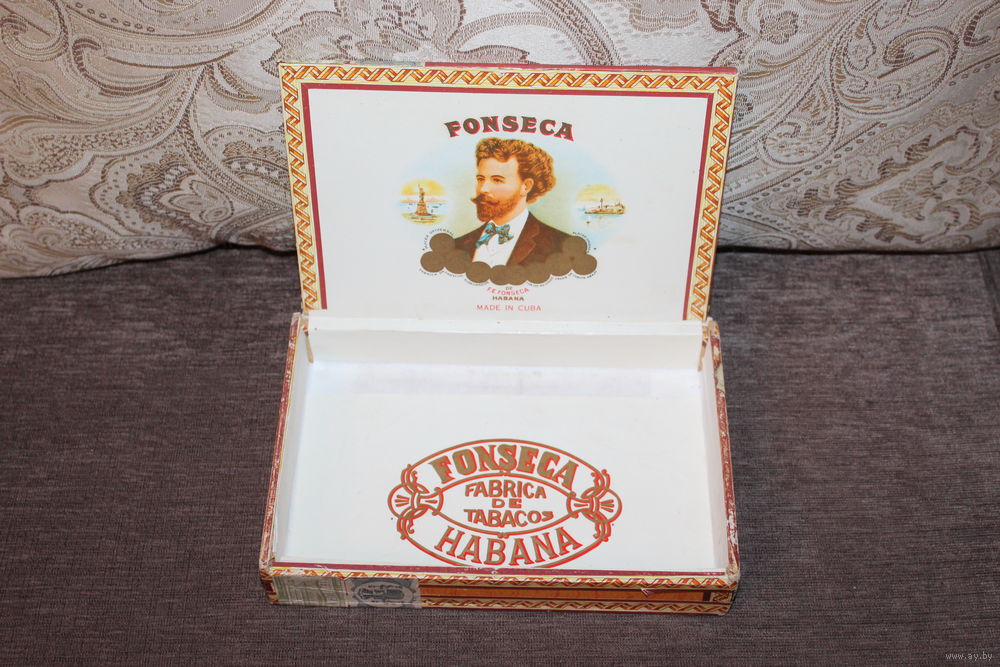 FONSECA
DE
F.E.FONSECA
HABANA
MADE IN CUBA
FONSECA
FABRICA
DE
TABACOS
HABANA
www.ay.by